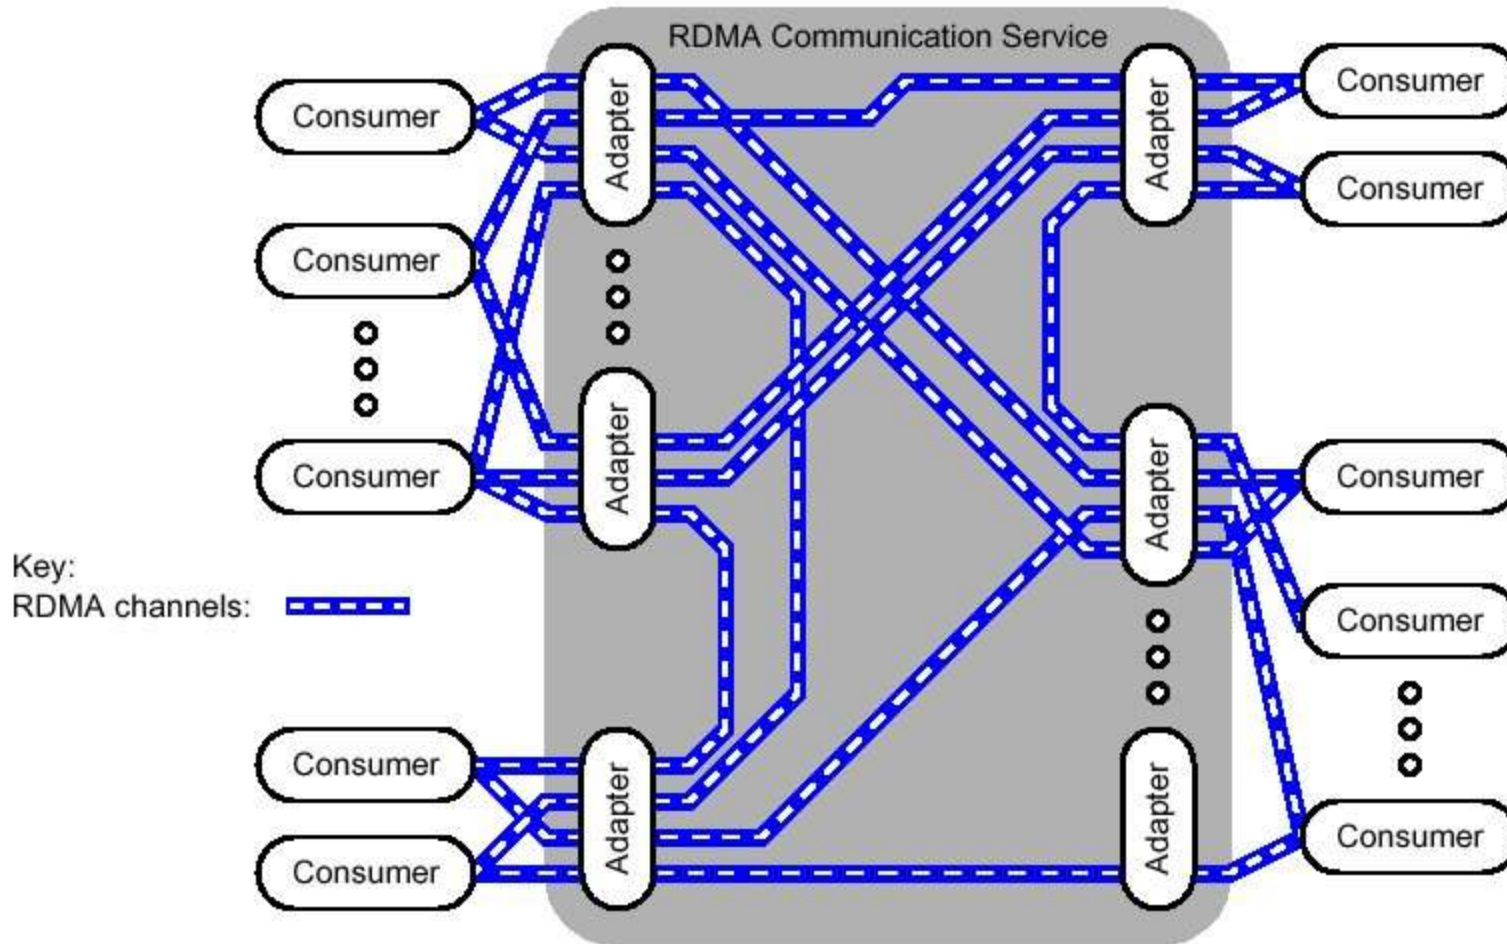 RDMA Communication Service
Consumer
Consumer
Consumer
Consumer
Consumer
Adapter
Adapter
Adapter
Adapter
Adapter
Adapter
Consumer
Consumer
Consumer
Consumer
Consumer
Key:
RDMA channels: